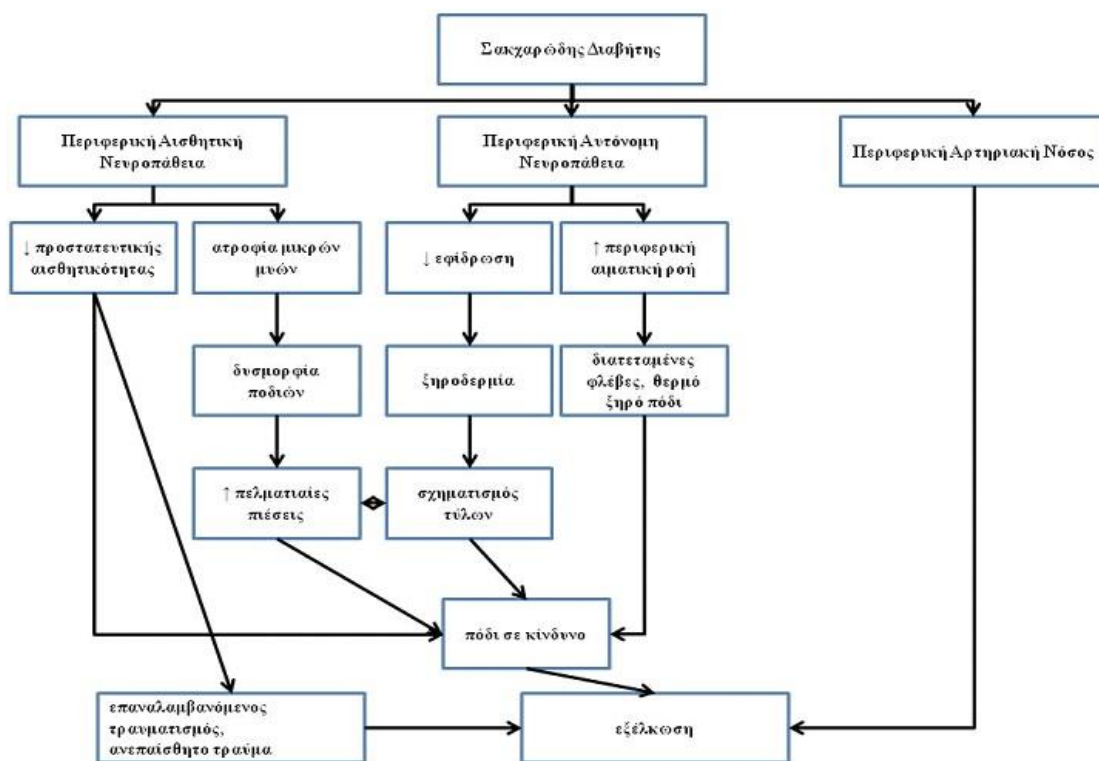 Σακχαρώδης Διαβήτης
Περιφερική Αισθητική
Νευροπάθεια
Περιφερική Αυτόνομη
Νευροπάθεια
Περιφερική Αρτηριακή Νόσος
↓ προστατευτικής
αισθητικότητας
ατροφία μικρών
μυών
↓ εφίδρωση
↑ περιφερική
αιματική ροή
δυσμορφία
ποδιών
ξηροδερμία
διατεταμένες
φλέβες, θερμό
ξηρό πόδι
↑ πελματιαίες
πιέσεις
σχηματισμός
τύλων
πόδι σε κίνδυνο
επαναλαμβανόμενος
τραυματισμός,
ανεπαίσθητο τραύμα
εξέλκωση